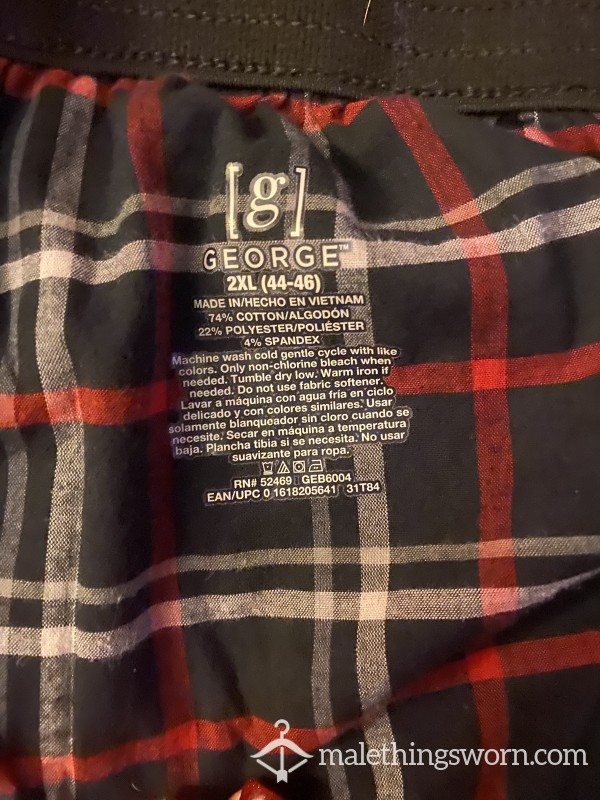 [g]
GEORGE™
2XL (44-46)
MADE IN/HECHO EN VIETNAM
74% COTTON/ALGODÓN
22% POLYESTER/POLIÉSTER
4% SPANDEX
Machine wash cold gentle cycle with like
colors. Only non-chlorine bleach when
needed. Tumble dry low. Warm iron if
needed. Do not use fabric softener.
Lavar a máquina con agua fría en ciclo
delicado y con colores similares. Usar
solamente blanqueador sin cloro cuando se
necesite. Secar en máquina a temperatura
baja. Plancha tibia si se necesita. No usar
suavizante para ropa.
RN# 52469 GEB6004
EAN/UPC 0 1618205641 31T84
malethingsworn.com